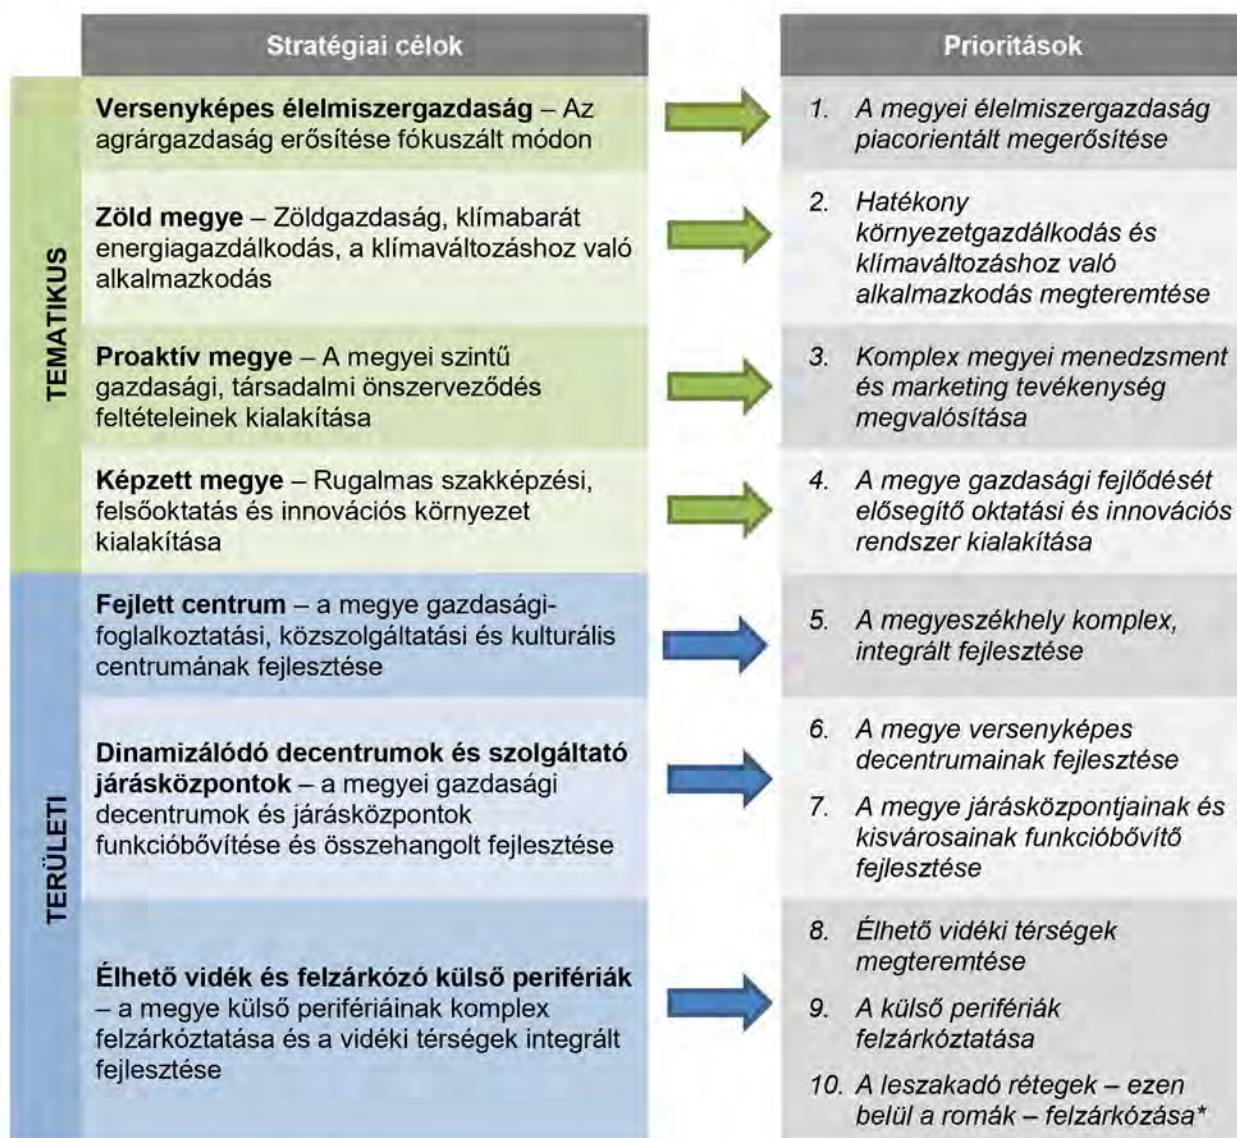 Stratégiai célok
Prioritások
TEMATIKUS
Versenyképes élelmiszergazdaság – Az
agrárgazdaság erősítése fókuszált módon
1. A megyei élelmiszergazdaság
piacorientált megerősítése
Zöld megye – Zöldgazdaság, klímabarát
energiagazdálkodás, a klímaváltozáshoz való
alkalmazkodás
2. Hatékony
környezetgazdálkodás és
klímaváltozáshoz való
alkalmazkodás megteremtése
Proaktív megye – A megyei szintű
gazdasági, társadalmi önszerveződés
feltételeinek kialakítása
3. Komplex megyei menedzsment
és marketing tevékenység
megvalósítása
Képzett megye – Rugalmas szakképzési,
felsőoktatás és innovációs környezet
kialakítása
4. A megye gazdasági fejlődését
elősegítő oktatási és innovációs
rendszer kialakítása
TERÜLETI
Fejlett centrum – a megye gazdasági-
foglalkoztatási, közszolgáltatási és kulturális
centrumának fejlesztése
5. A megyeszékhely komplex,
integrált fejlesztése
Dinamizálódó decentrumok és szolgáltató
járásközpontok – a megyei gazdasági
decentrumok és járásközpontok
funkcióbővítése és összehangolt fejlesztése
6. A megye versenyképes
decentrumainak fejlesztése
7. A megye járásközpontjainak és
kisvárosainak funkcióbővítő
fejlesztése
Élhető vidék és felzárkózó külső perifériák
– a megye külső perifériáinak komplex
felzárkóztatása és a vidéki térségek integrált
fejlesztése
8. Élhető vidéki térségek
megteremtése
9. A külső perifériák
felzárkóztatása
10. A leszakadó rétegek – ezen
belül a romák – felzárkózása*